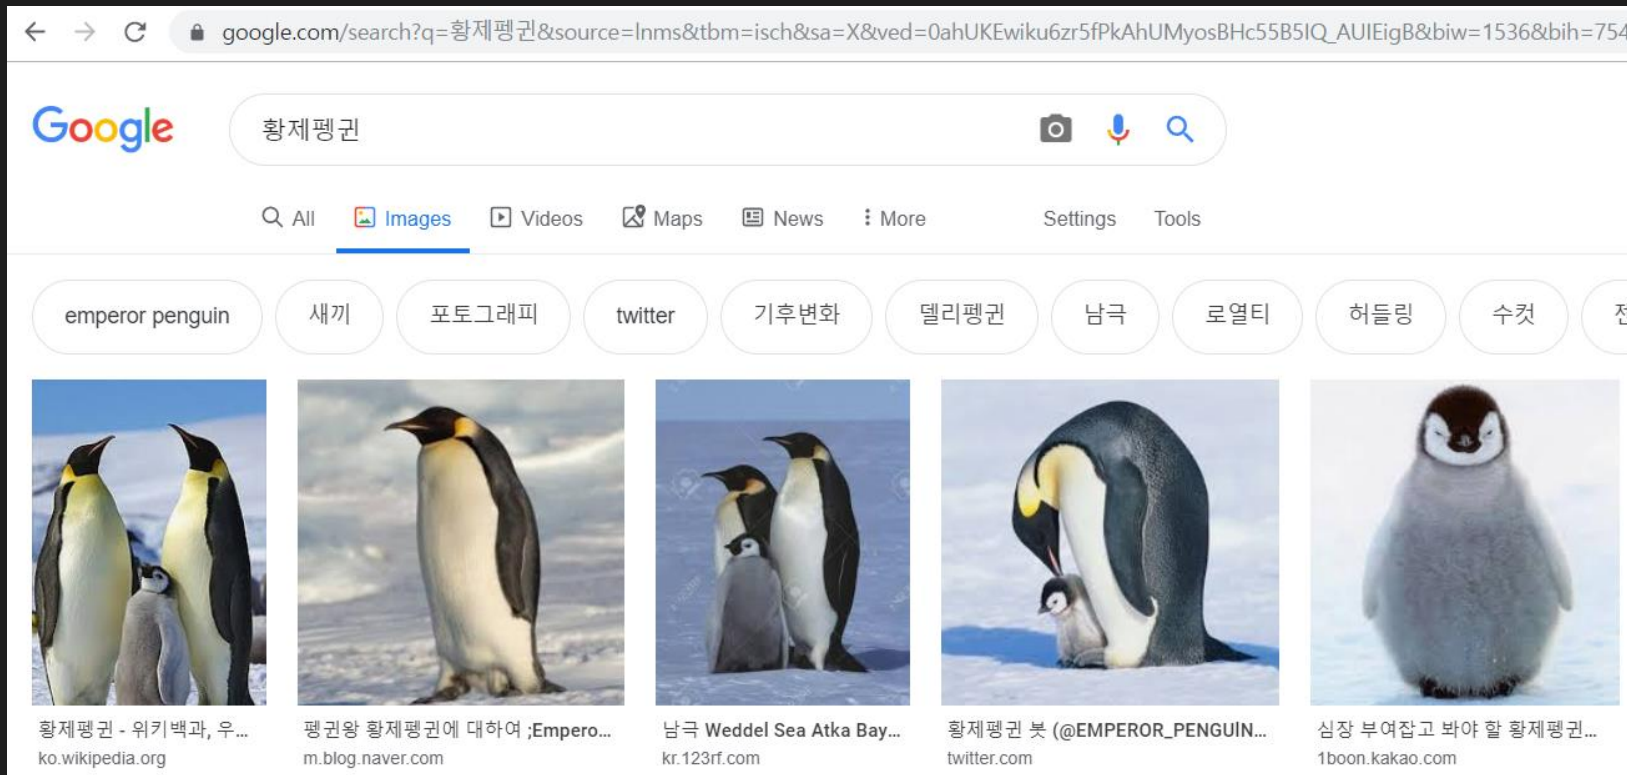 google.com/search?q=황제펭귄&source=lnms&tbm=isch&sa=X&ved=0ahUKEwiku6zr5fPkAhUMyosBHc55B5IQ_AUIEigB&biw=1536&bih=754
Google 황제펭귄
All Images Videos Maps News More Settings Tools
emperor penguin 새끼 포토그래피 twitter 기후변화 델리펭귄 남극 로열티 허들링 수컷
황제펭귄 - 위키백과, 우... 펭귄왕 황제펭귄에 대하여 ;Empero... 남극 Weddel Sea Atka Bay... 황제펭귄 봇 (@EMPEROR_PENGUIN... 심장 부여잡고 봐야 할 황제펭귄...
ko.wikipedia.org m.blog.naver.com kr.123rf.com twitter.com 1boon.kakao.com